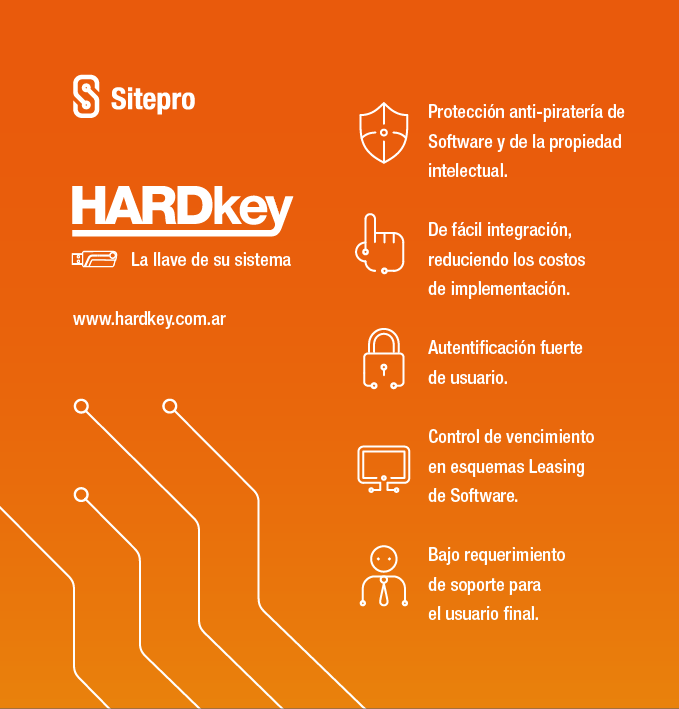 Sitepro
HARDkey
La llave de su sistema
www.hardkey.com.ar
Protección anti-piratería de
Software y de la propiedad
intelectual.
De fácil integración,
reduciendo los costos
de implementación.
Autentificación fuerte
de usuario.
Control de vencimiento
en esquemas Leasing
de Software.
Bajo requerimiento
de soporte para
el usuario final.